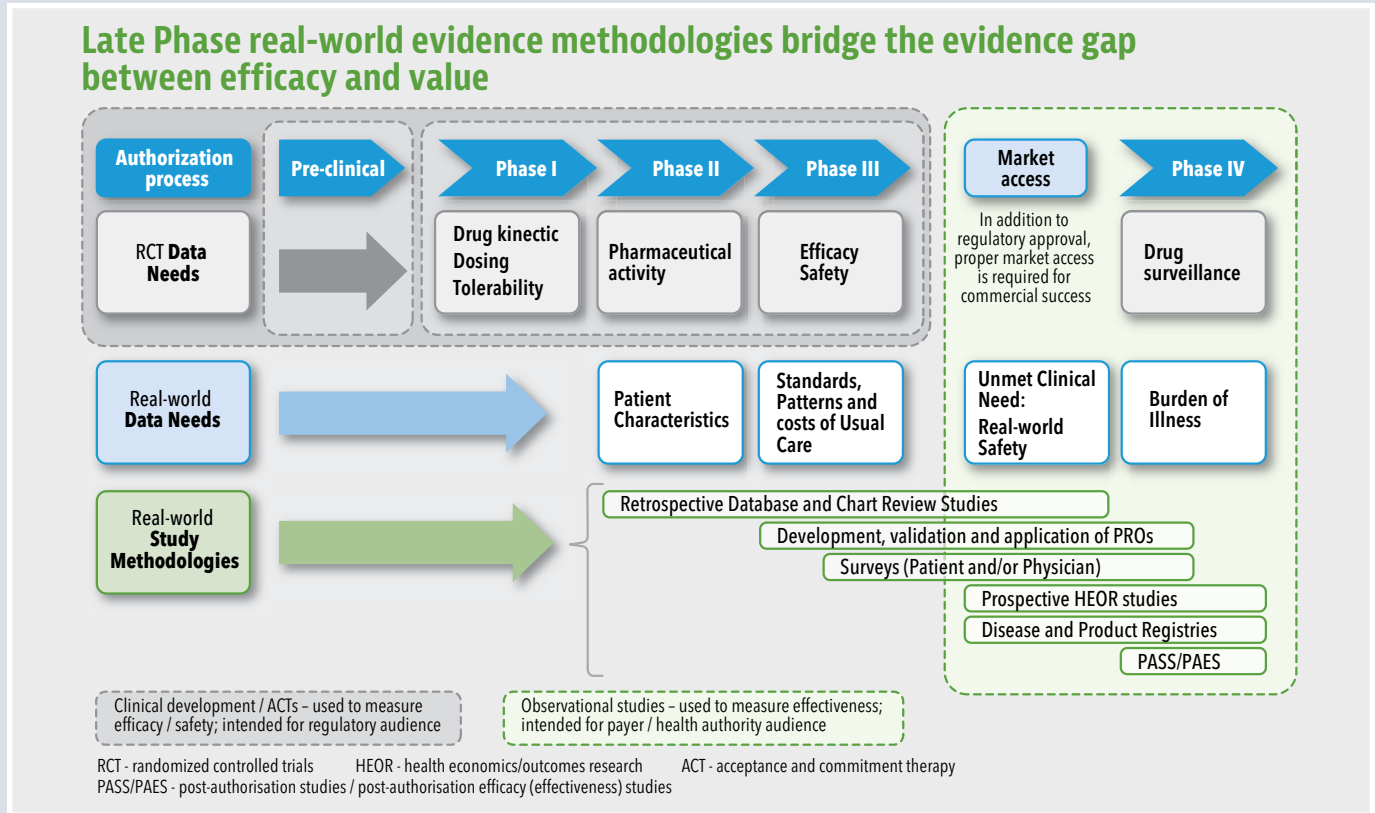 Late Phase real-world evidence methodologies bridge the evidence gap
between efficacy and value
Authorization
process
Pre-clinical
Phase I
Phase II
Phase III
Market
access
Phase IV
RCT Data
Needs
Drug kinetic
Dosing
Tolerability
Pharmaceutical
activity
Efficacy
Safety
In addition to
regulatory approval,
proper market access
is required for
commercial success
Drug
surveillance
Real-world
Data Needs
Patient
Characteristics
Standards,
Patterns and
costs of Usual
Care
Unmet Clinical
Need:
Real-world
Safety
Burden of
Illness
Real-world
Study
Methodologies
Retrospective Database and Chart Review Studies
Development, validation and application of PROs
Surveys (Patient and/or Physician)
Prospective HEOR studies
Disease and Product Registries
PASS/PAES
Clinical development / ACTs – used to measure
efficacy / safety; intended for regulatory audience
Observational studies – used to measure effectiveness;
intended for payer / health authority audience
RCT - randomized controlled trials HEOR - health economics/outcomes research ACT - acceptance and commitment therapy
PASS/PAES - post-authorisation studies / post-authorisation efficacy (effectiveness) studies